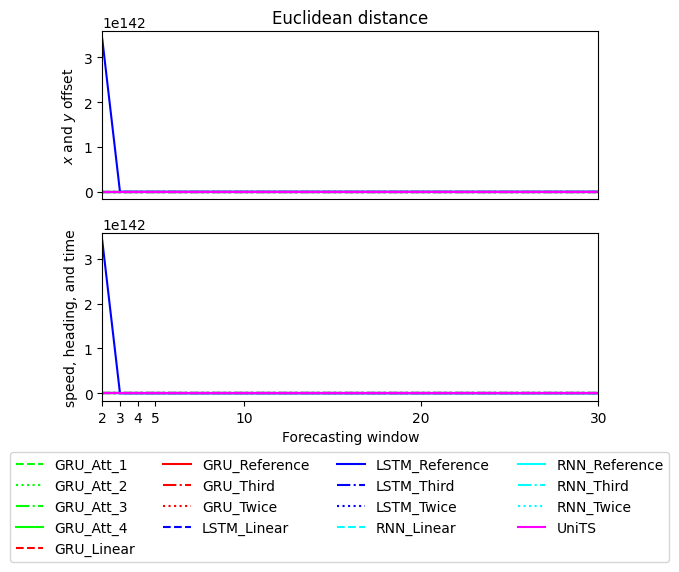 Euclidean distance
1e142
3
2
1
0
x and y offset
1e142
3
2
1
0
speed, heading, and time
2 3 4 5 10 20 30
Forecasting window
GRU_Att_1 GRU_Reference LSTM_Reference RNN_Reference
GRU_Att_2 GRU_Third LSTM_Third RNN_Third
GRU_Att_3 GRU_Twice LSTM_Twice RNN_Twice
GRU_Att_4 LSTM_Linear RNN_Linear UniTS
GRU_Linear